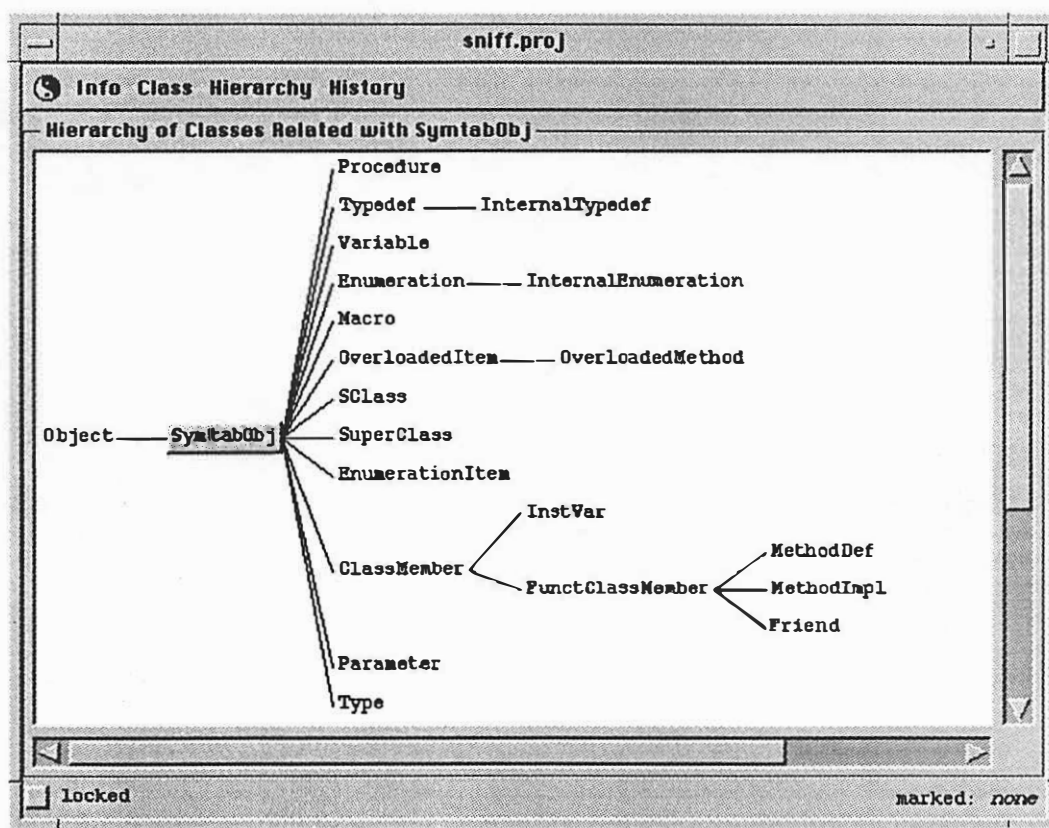 sniff.proj
Info Class Hierarchy History
Hierarchy of Classes Related with SymtabObj
Procedure
Typedef InternalTypedef
Variable
Enumeration InternalEnumeration
Macro
OverloadedItem OverloadedMethod
SClass
Object SymtabObj SuperClass
EnumerationItem
InstVar
MethodDef
ClassMember
FunctClassMember MethodImpl
Friend
Parameter
Type
locked marked: none